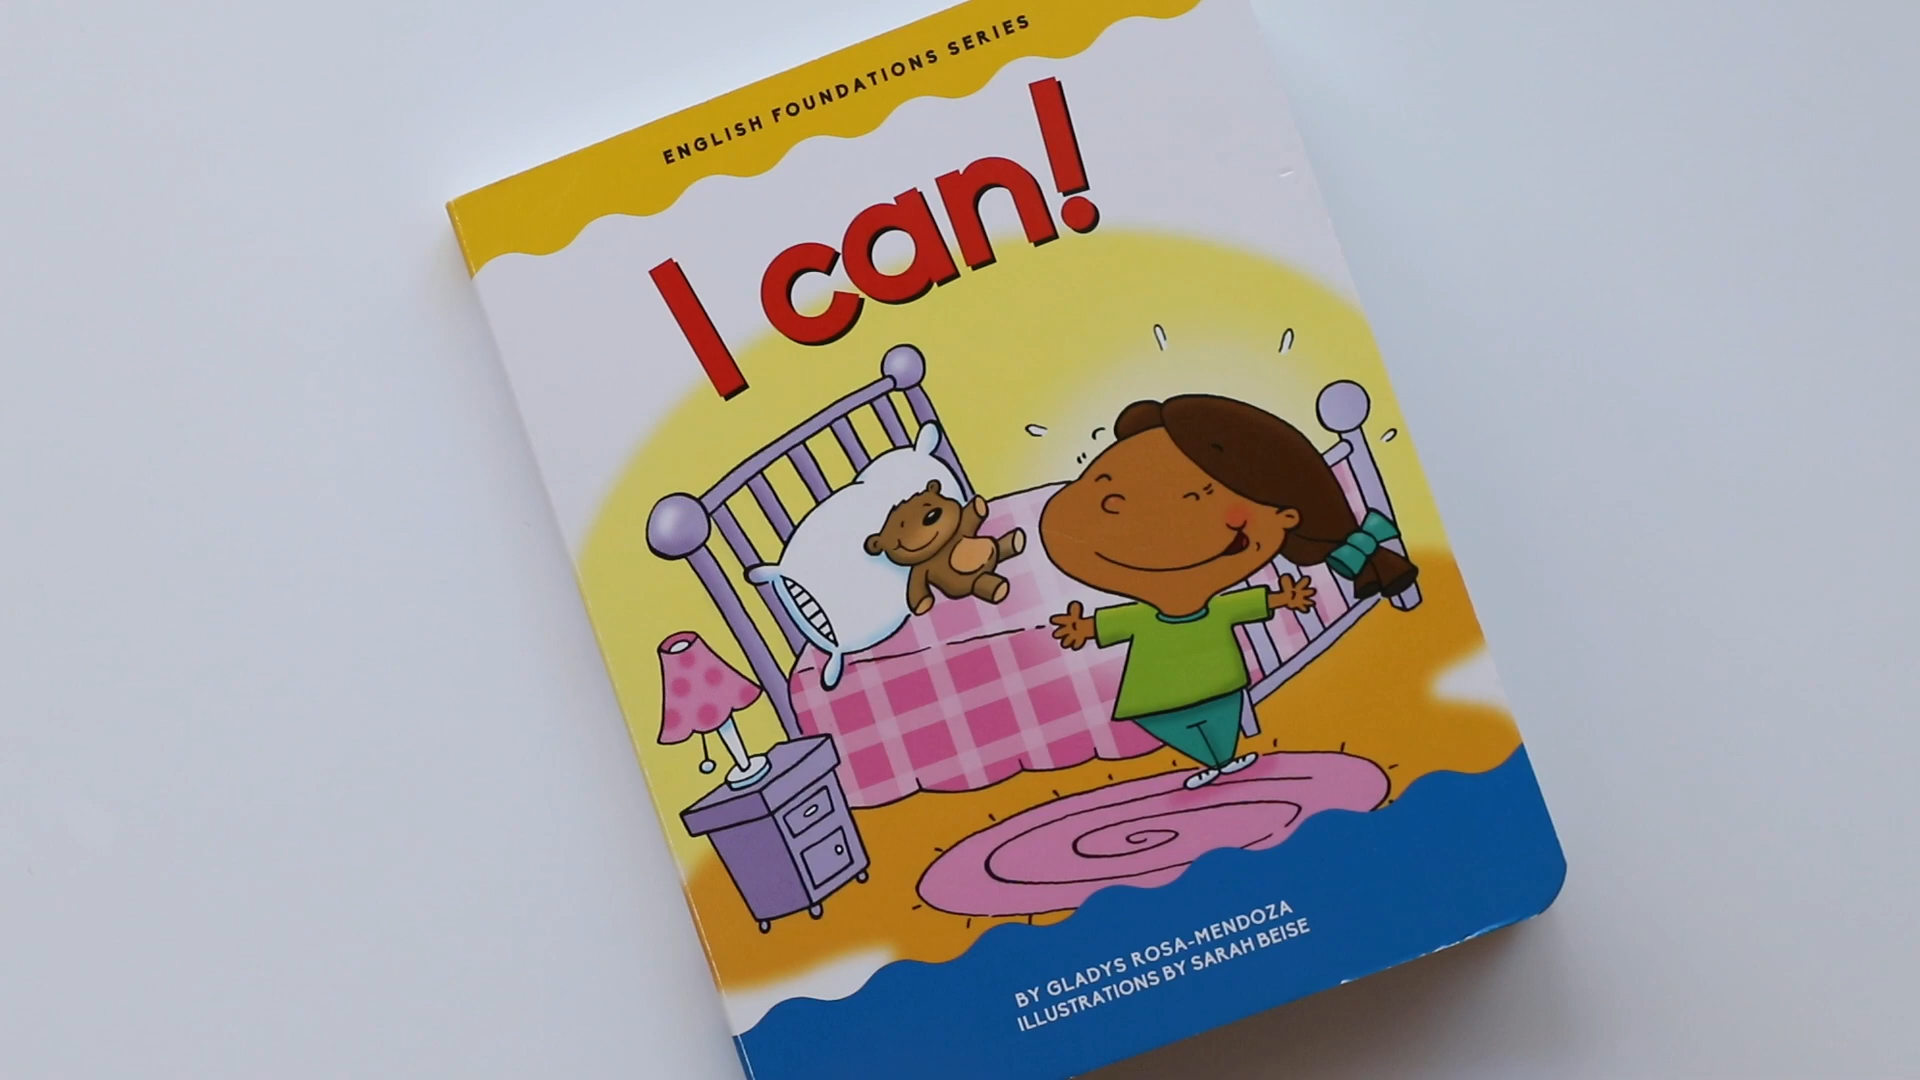 ENGLISH FOUNDATIONS SERIES
I can!
BY GLADYS ROSA-MENDOZA
ILLUSTRATIONS BY SARAH BEISE